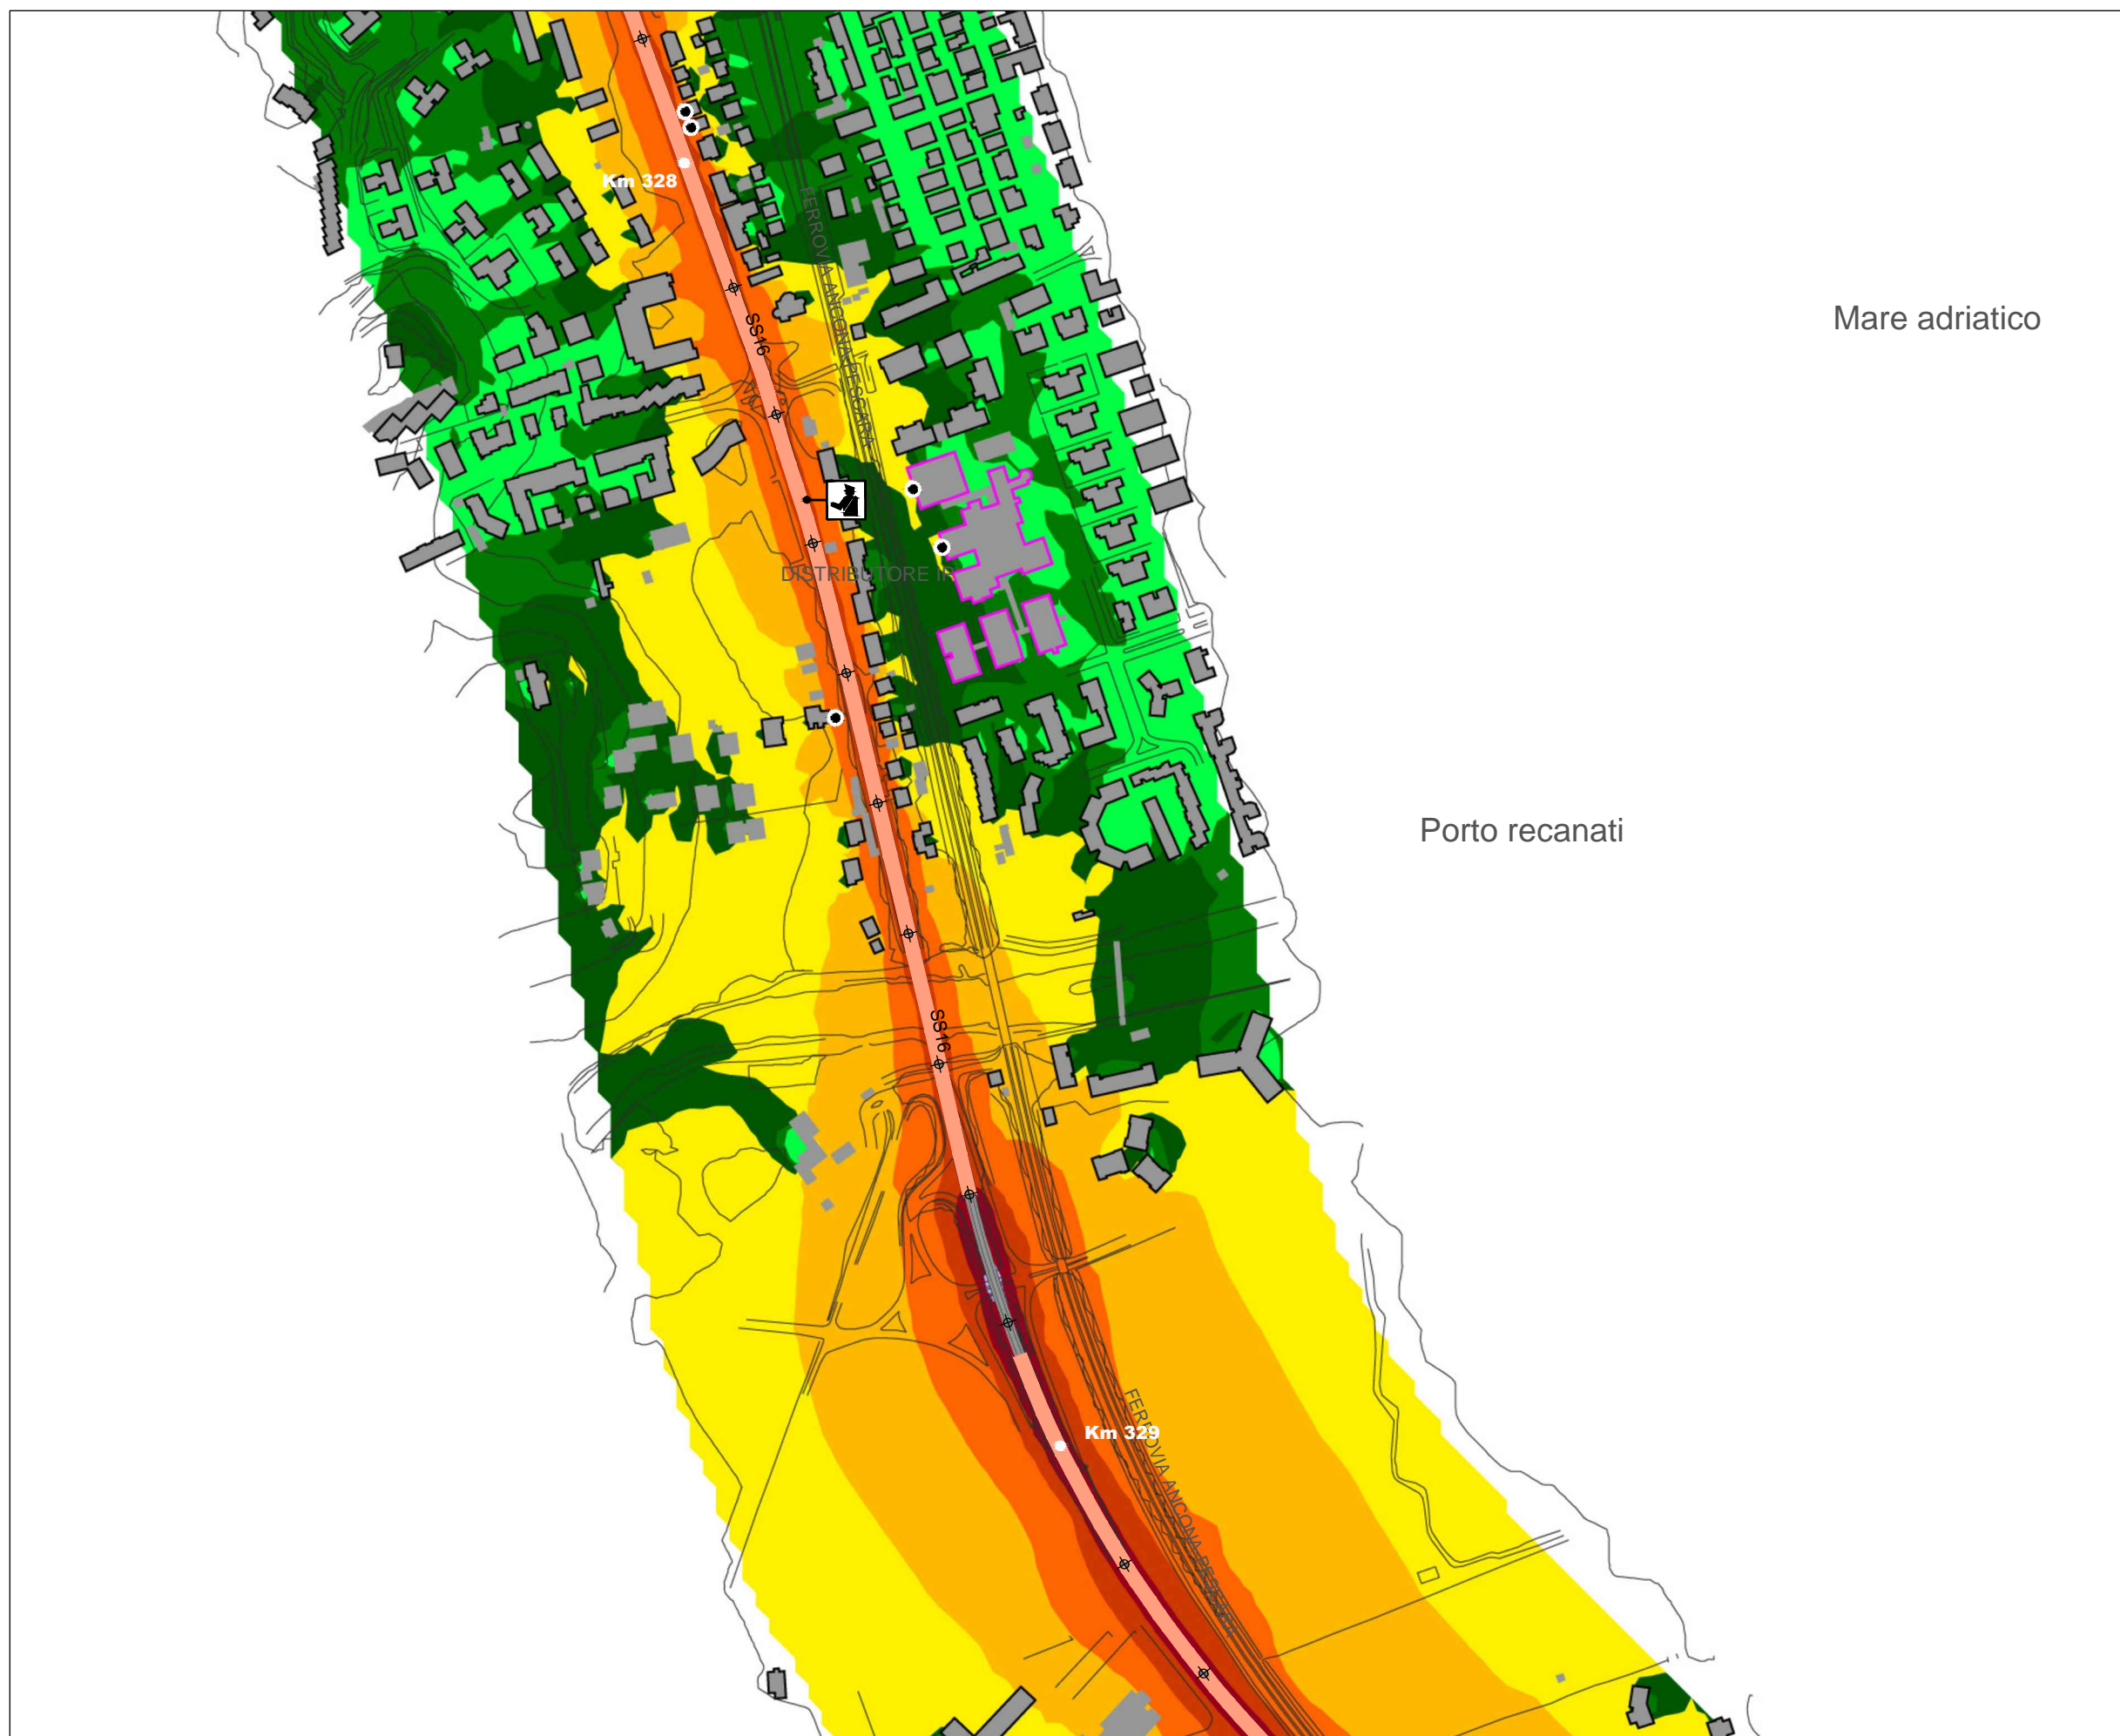 Km 328
FERROVIA ANCONA-PESCARA
SS16
Mare adriatico
DISTRIBUTORE IP
Porto recanati
SS16
Km 329
FERROVIA ANCONA-PESCARA